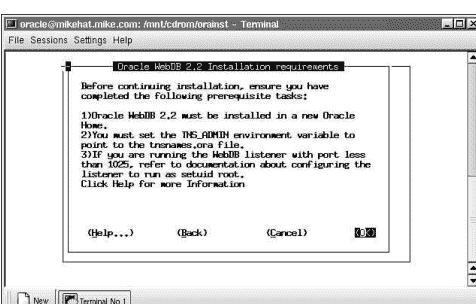 oracle@mikehat.mike.com: /mnt/cdrom/orainst - Terminal
File Sessions Settings Help
Oracle WebDB 2.2 Installation requirements
Before continuing installation, ensure you have
completed the following prerequisite tasks:
1)Oracle WebDB 2.2 must be installed in a new Oracle
Home.
2)You must set the TNS_ADMIN environment variable to
point to the tnsnames.ora file.
3)If you are running the WebDB listener with port less
than 1025, refer to documentation about configuring the
listener to run as setuid root.
Click Help for more Information
(Help...) (Back) (Cancel) (OK)
New Terminal No 1